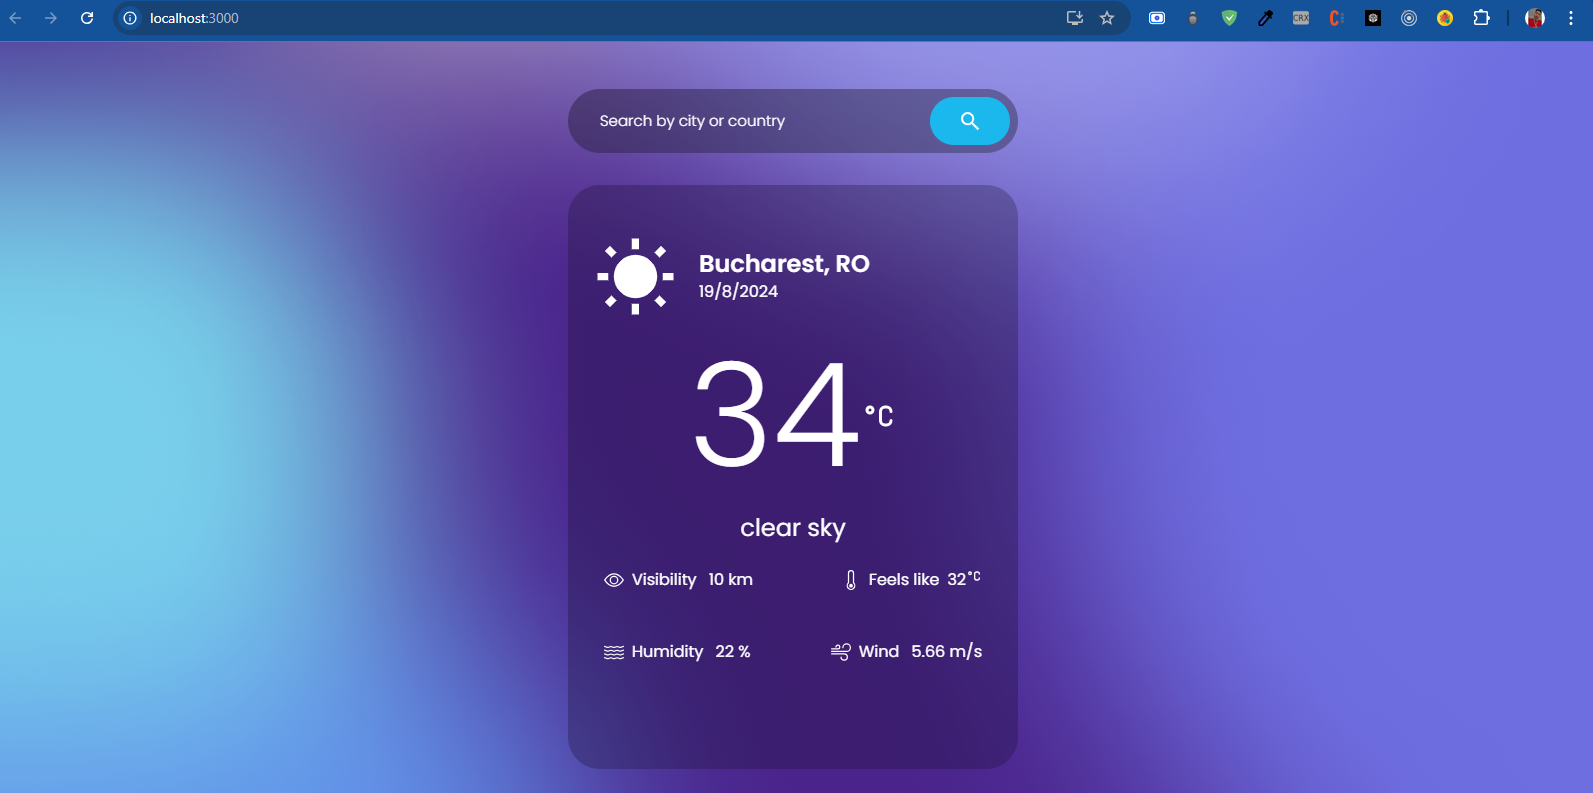 localhost:3000
CRX
Search by city or country
Bucharest, RO
19/8/2024
34°C
clear sky
Visibility 10 km
Feels like 32°C
Humidity 22 %
Wind 5.66 m/s